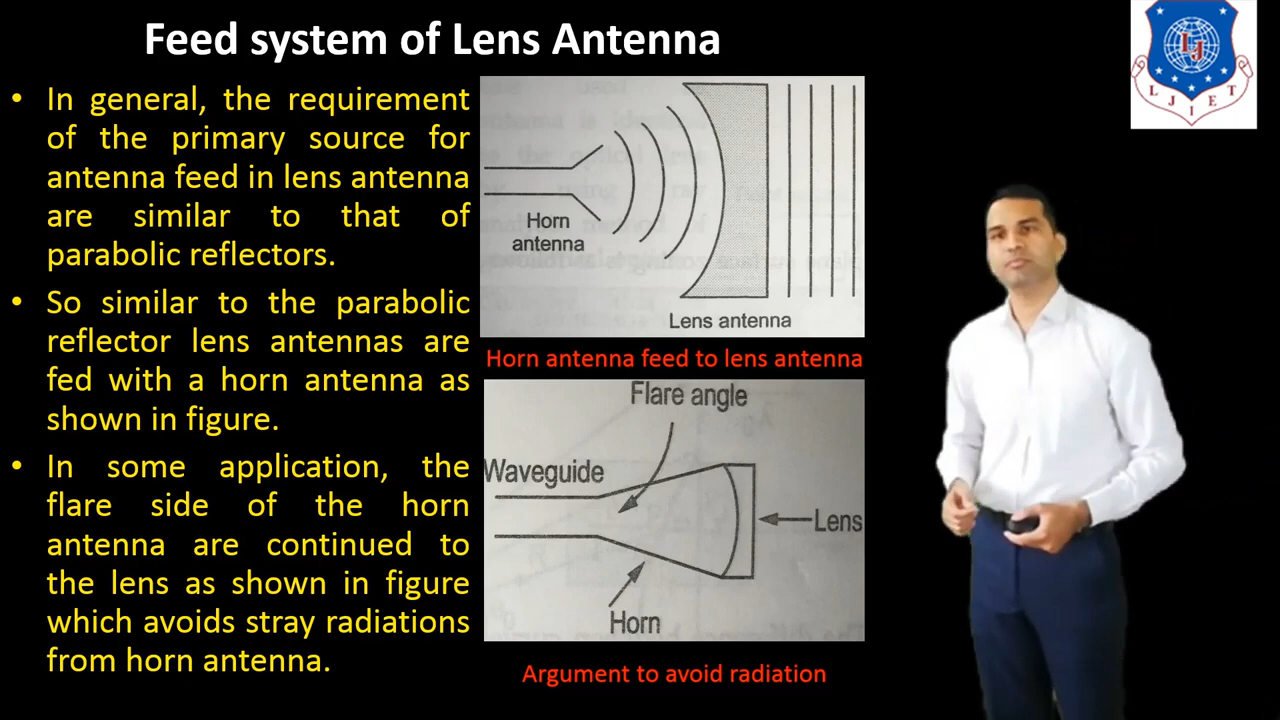 Feed system of Lens Antenna
• In general, the requirement
of the primary source for
antenna feed in lens antenna
are similar to that of
parabolic reflectors.
• So similar to the parabolic
reflector lens antennas are
fed with a horn antenna as
shown in figure.
• In some application, the
flare side of the horn
antenna are continued to
the lens as shown in figure
which avoids stray radiations
from horn antenna.
Horn
antenna
Lens antenna
Horn antenna feed to lens antenna
Flare angle
Waveguide
Lens
Horn
Argument to avoid radiation
LJ
LJIET